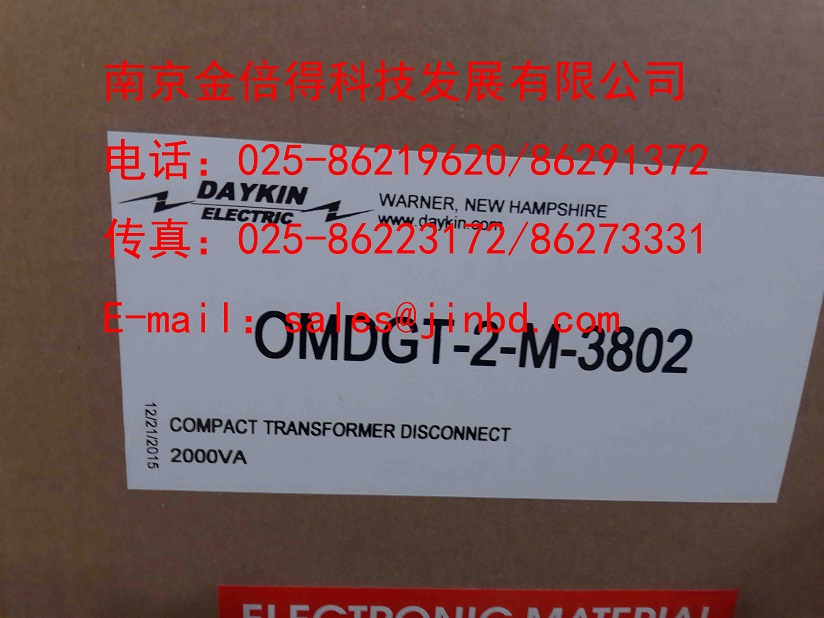 南京金倍得科技发展有限公司
电话：025-86219620/86291372
DAYKIN
ELECTRIC
WARNER, NEW HAMPSHIRE
www.daykin.com
传真：025-86223172/86273331
E-mail：sales@jinbd.com
OMDGT-2-M-3802
12/21/2015
COMPACT TRANSFORMER DISCONNECT
2000VA
ELECTRONIC MATERIAL